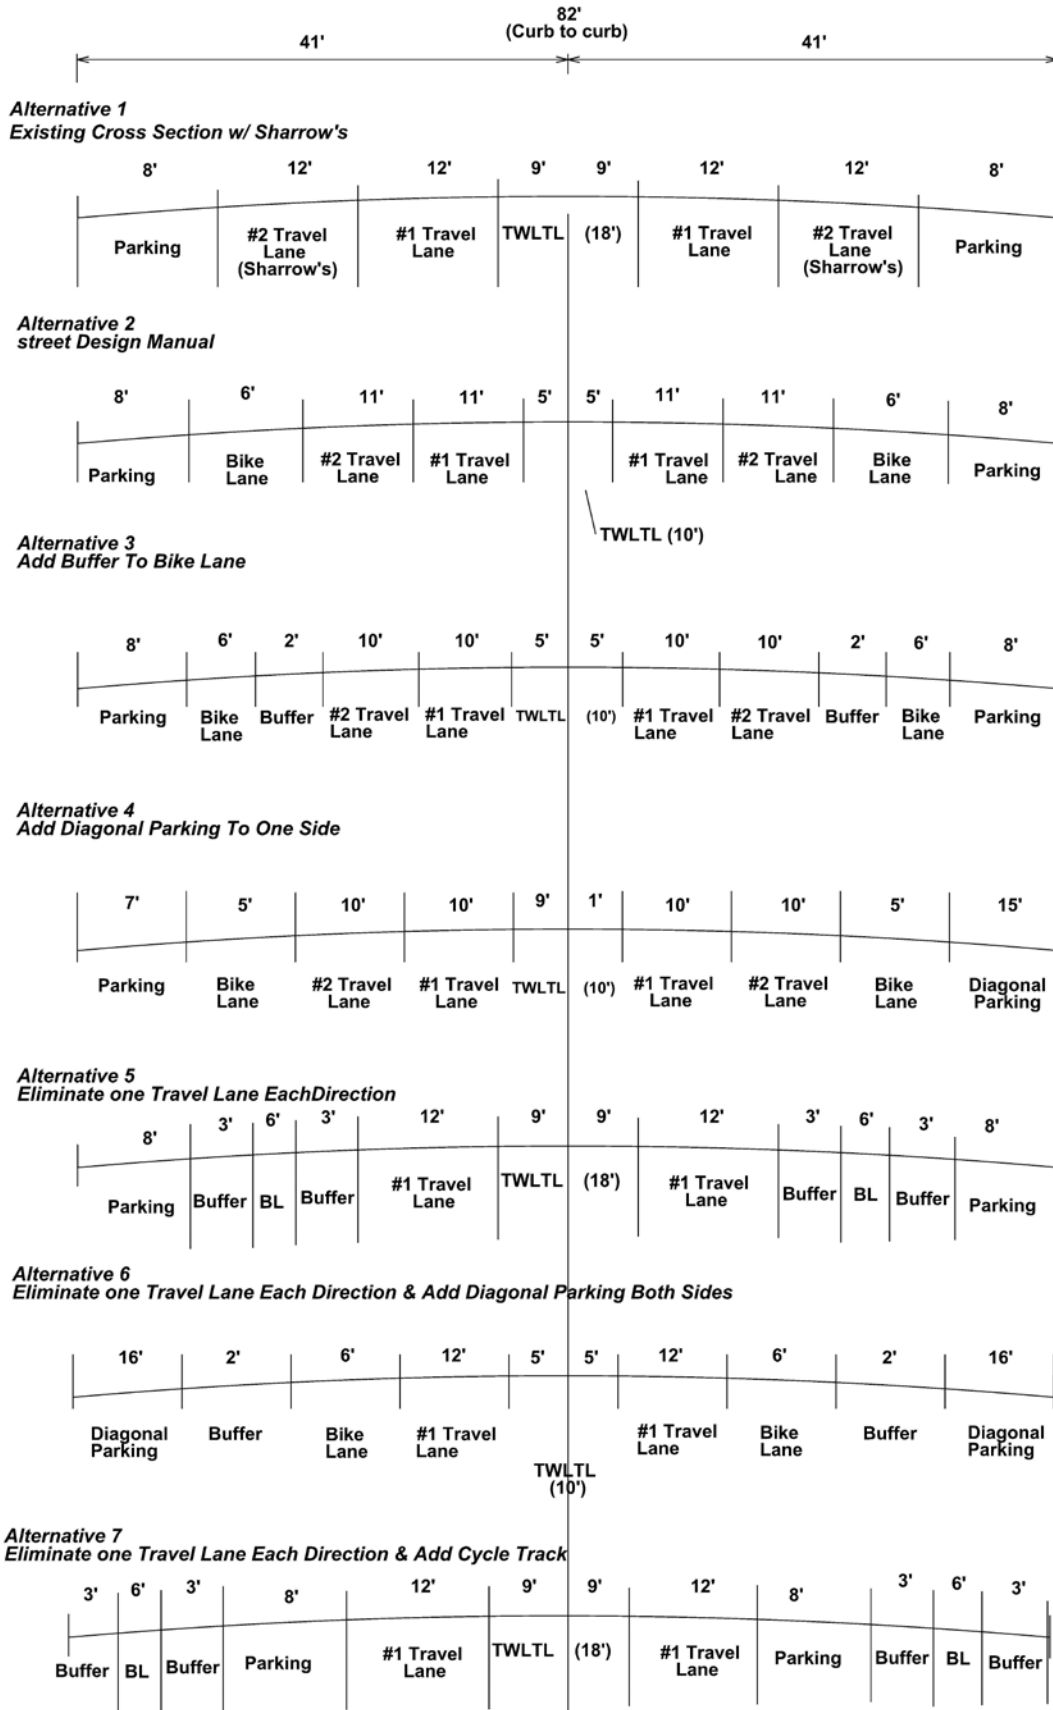 82'
(Curb to curb)
41' 41'
Alternative 1
Existing Cross Section w/ Sharrow's
8' 12' 12' 9' 9' 12' 12' 8'
Parking #2 Travel Lane (Sharrow's) #1 Travel Lane TWLTL (18') #1 Travel Lane #2 Travel Lane (Sharrow's) Parking
Alternative 2
street Design Manual
8' 6' 11' 11' 5' 5' 11' 11' 6' 8'
Parking Bike Lane #2 Travel Lane #1 Travel Lane #1 Travel Lane #2 Travel Lane Bike Lane Parking
TWLTL (10')
Alternative 3
Add Buffer To Bike Lane
8' 6' 2' 10' 10' 5' 5' 10' 10' 2' 6' 8'
Parking Bike Lane Buffer #2 Travel Lane #1 Travel Lane TWLTL (10') #1 Travel Lane #2 Travel Lane Buffer Bike Lane Parking
Alternative 4
Add Diagonal Parking To One Side
7' 5' 10' 10' 9' 1' 10' 10' 5' 15'
Parking Bike Lane #2 Travel Lane #1 Travel Lane TWLTL (10') #1 Travel Lane #2 Travel Lane Bike Lane Diagonal Parking
Alternative 5
Eliminate one Travel Lane EachDirection
8' 3' 6' 3' 12' 9' 9' 12' 3' 6' 3' 8'
Parking Buffer BL Buffer #1 Travel Lane TWLTL (18') #1 Travel Lane Buffer BL Buffer Parking
Alternative 6
Eliminate one Travel Lane Each Direction & Add Diagonal Parking Both Sides
16' 2' 6' 12' 5' 5' 12' 6' 2' 16'
Diagonal Parking Buffer Bike Lane #1 Travel Lane #1 Travel Lane Bike Lane Buffer Diagonal Parking
TWLTL
(10')
Alternative 7
Eliminate one Travel Lane Each Direction & Add Cycle Track
3' 6' 3' 8' 12' 9' 9' 12' 8' 3' 6' 3'
Buffer BL Buffer Parking #1 Travel Lane TWLTL (18') #1 Travel Lane Parking Buffer BL Buffer